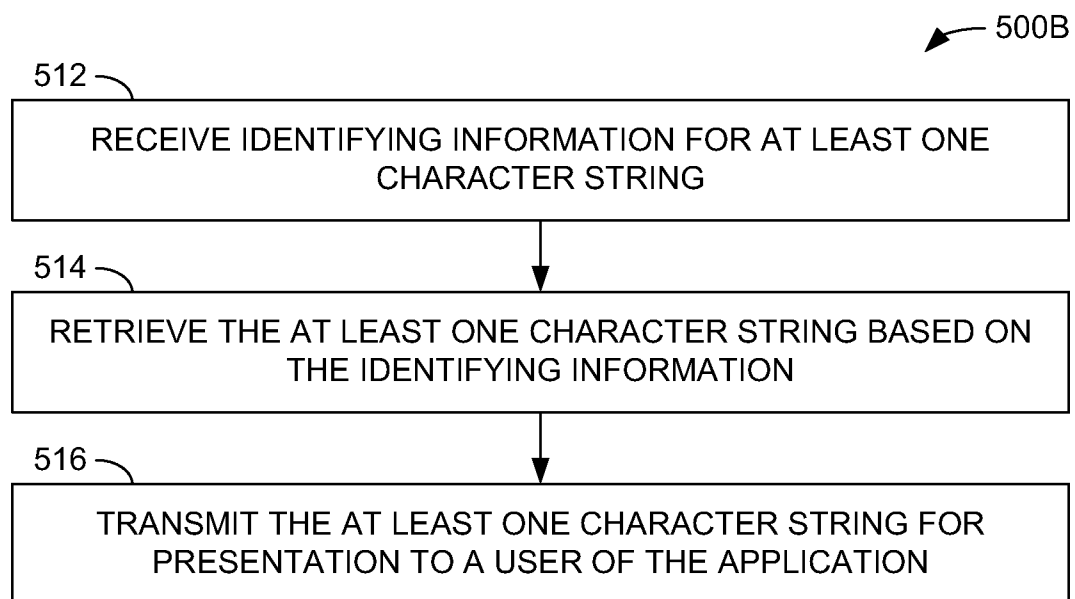 500B
512
RECEIVE IDENTIFYING INFORMATION FOR AT LEAST ONE
CHARACTER STRING
514
RETRIEVE THE AT LEAST ONE CHARACTER STRING BASED ON
THE IDENTIFYING INFORMATION
516
TRANSMIT THE AT LEAST ONE CHARACTER STRING FOR
PRESENTATION TO A USER OF THE APPLICATION